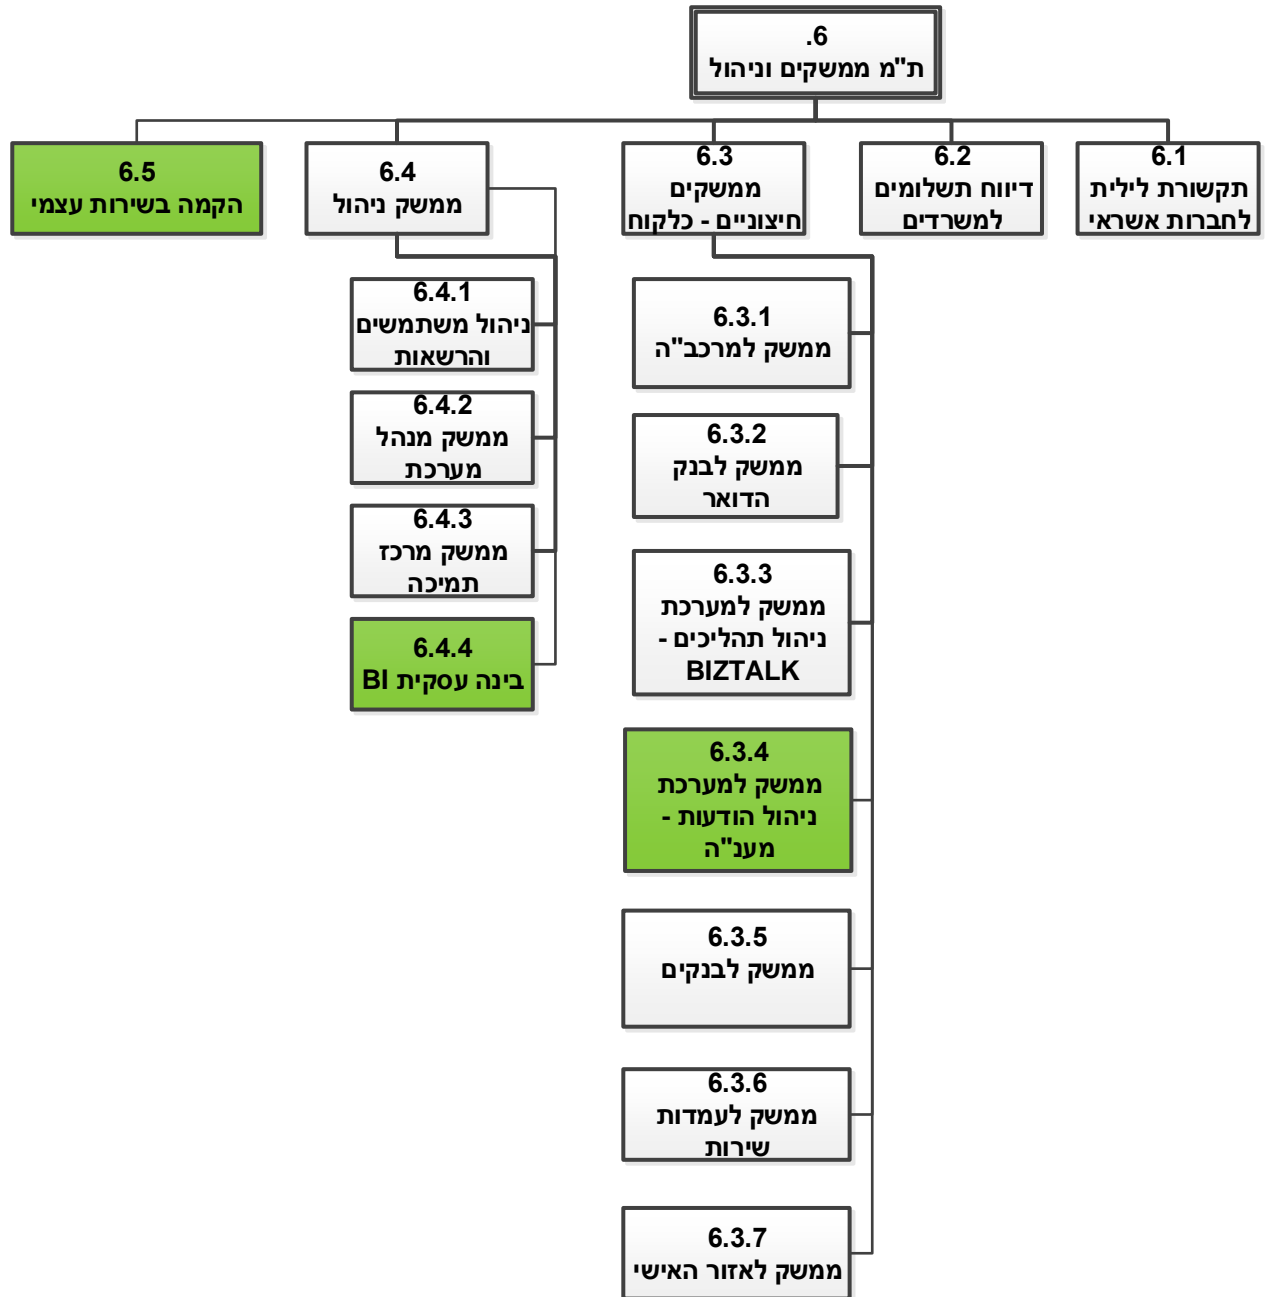 6.
ת"מ ממשקים וניהול
6.1
תקשורת לילית
לחברות אשראי
6.2
דיווח תשלומים
למשרדים
6.3
ממשקים
חיצוניים - כלקוח
6.3.1
ממשק למרכב"ה
6.3.2
ממשק לבנק
הדואר
6.3.3
ממשק למערכת
ניהול תהליכים -
BIZTALK
6.3.4
ממשק למערכת
ניהול הודעות -
מענ"ה
6.3.5
ממשק לבנקים
6.3.6
ממשק לעמדות
שירות
6.3.7
ממשק לאזור האישי
6.4
ממשק ניהול
6.4.1
ניהול משתמשים
והרשאות
6.4.2
ממשק מנהל
מערכת
6.4.3
ממשק מרכז
תמיכה
6.4.4
בינה עסקית BI
6.5
הקמה בשירות עצמי